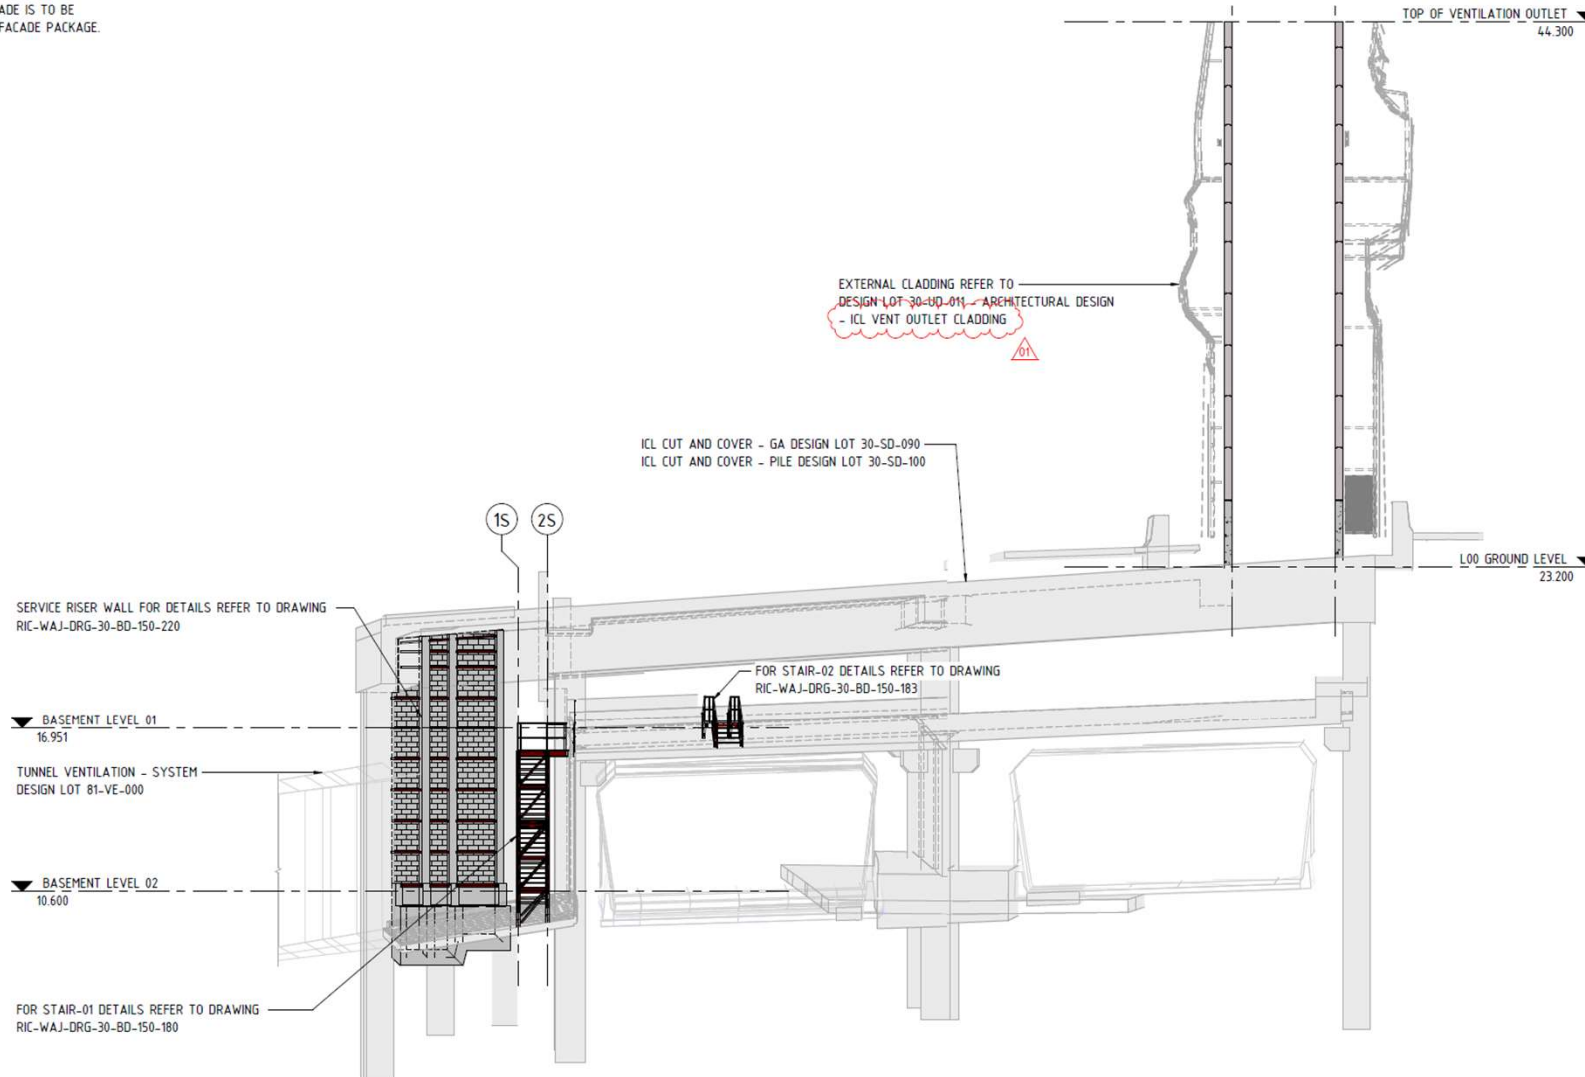 ADE IS TO BE
FACADE PACKAGE.
TOP OF VENTILATION OUTLET
44.300
EXTERNAL CLADDING REFER TO
DESIGN LOT 30-UD-011 - ARCHITECTURAL DESIGN
- ICL VENT OUTLET CLADDING
01
ICL CUT AND COVER - GA DESIGN LOT 30-SD-090
ICL CUT AND COVER - PILE DESIGN LOT 30-SD-100
1S
2S
L00 GROUND LEVEL
23.200
SERVICE RISER WALL FOR DETAILS REFER TO DRAWING
RIC-WAJ-DRG-30-BD-150-220
FOR STAIR-02 DETAILS REFER TO DRAWING
RIC-WAJ-DRG-30-BD-150-183
BASEMENT LEVEL 01
16.951
TUNNEL VENTILATION - SYSTEM
DESIGN LOT 81-VE-000
BASEMENT LEVEL 02
10.600
FOR STAIR-01 DETAILS REFER TO DRAWING
RIC-WAJ-DRG-30-BD-150-180